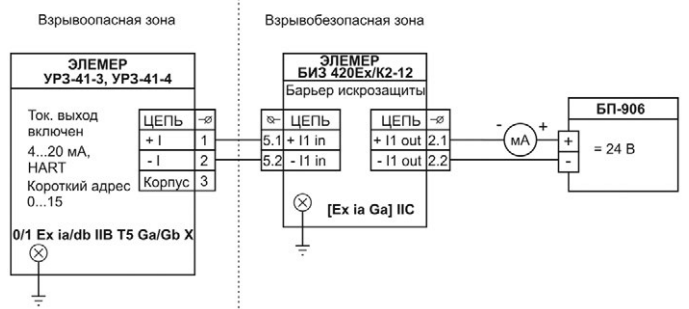 Взрывоопасная зона
Взрывобезопасная зона
ЭЛЕМЕР
УРЗ-41-3, УРЗ-41-4
Ток. выход
включен
4...20 мА,
HART
Короткий адрес
0...15
ЦЕПЬ
+ I 1
- I 2
Корпус 3
0/1 Ex ia/db IIB T5 Ga/Gb X
ЭЛЕМЕР
БИЗ 420Ex/К2-12
Барьер искрозащиты
ЦЕПЬ
5.1 + I1 in
5.2 - I1 in
ЦЕПЬ
+ I1 out 2.1
- I1 out 2.2
[Ex ia Ga] IIC
- мА +
БП-906
+
-
= 24 В